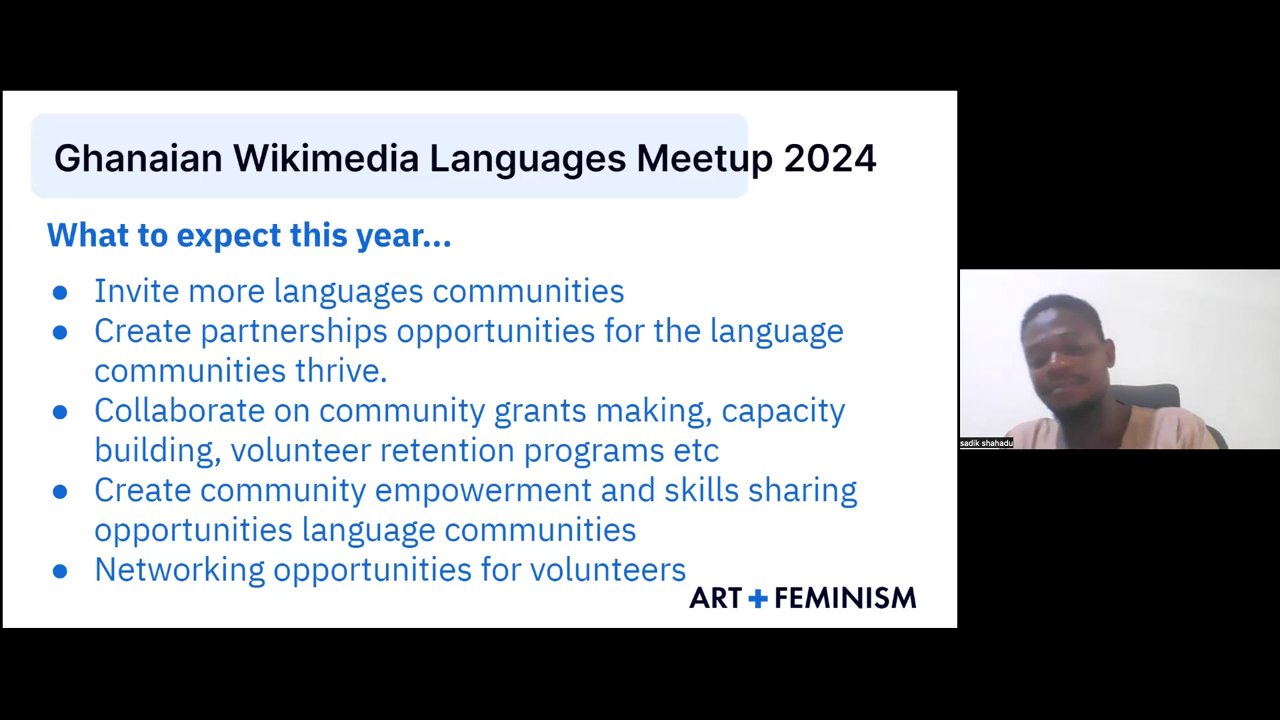 Ghanaian Wikimedia Languages Meetup 2024
What to expect this year...
● Invite more languages communities
● Create partnerships opportunities for the language
communities thrive.
● Collaborate on community grants making, capacity
building, volunteer retention programs etc
● Create community empowerment and skills sharing
opportunities language communities
● Networking opportunities for volunteers
ART + FEMINISM
sadik shahadu